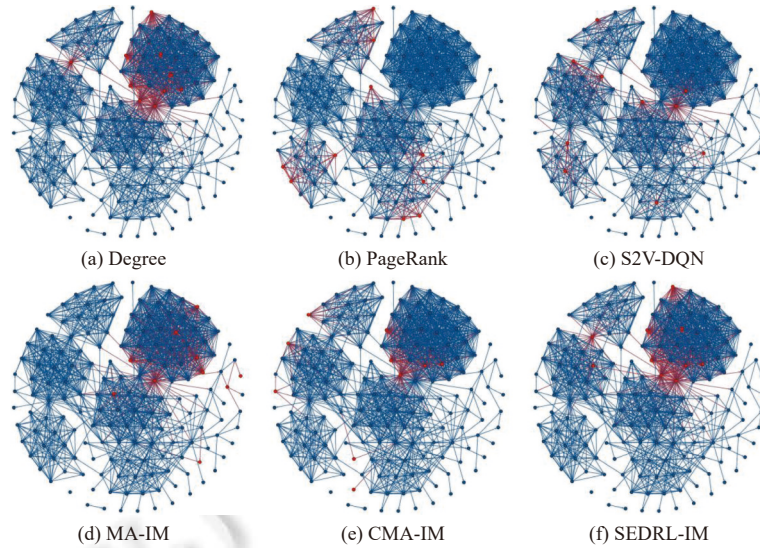 (a) Degree
(b) PageRank
(c) S2V-DQN
(d) MA-IM
(e) CMA-IM
(f) SEDRL-IM